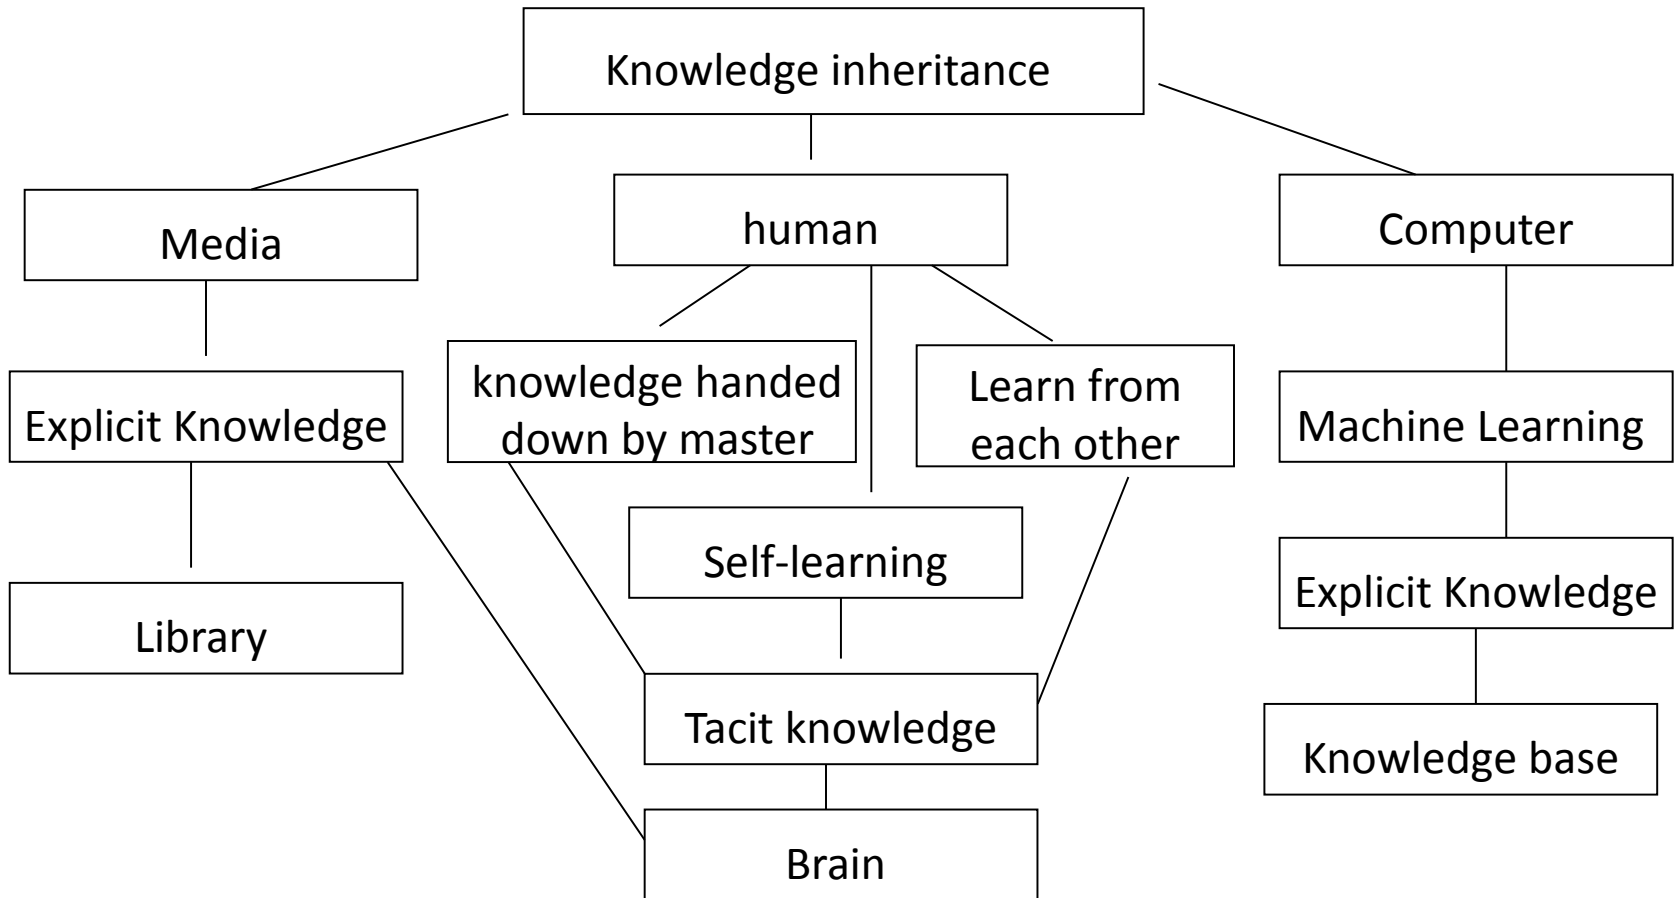 Knowledge inheritance
Media
human
Computer
Explicit Knowledge
knowledge handed
down by master
Learn from
each other
Machine Learning
Self-learning
Explicit Knowledge
Library
Tacit knowledge
Knowledge base
Brain